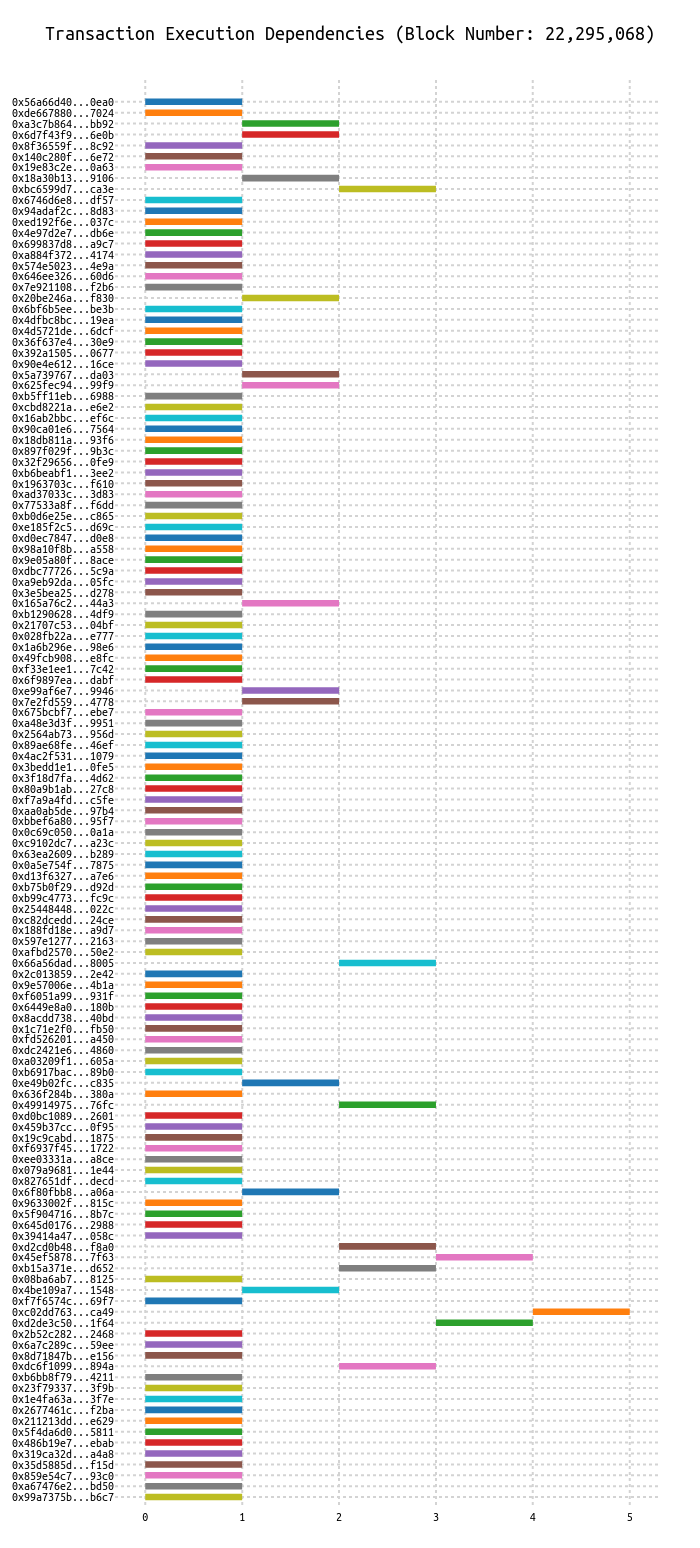 Transaction Execution Dependencies (Block Number: 22,295,068)
0x56a66d40...0ea0
0xde667880...7024
0xa3c7b864...bb92
0x6d7f43f9...6e0b
0x8f36559f...8c92
0x140c280f...6e72
0x19e83c2e...0a63
0x18a30b13...9106
0xbc6599d7...ca3e
0x6746d6e8...df57
0x94adaf2c...8d83
0xed192f6e...037c
0x4e97d2e7...db6e
0x699837d8...a9c7
0xa884f372...4174
0x574e5023...4e9a
0x646ee326...60d6
0x7e921108...f2b6
0x20be246a...f830
0x6bf6b5ee...be3b
0x4dfbc8bc...19ea
0x4d5721de...6dcf
0x36f637e4...30e9
0x392a1505...0677
0x90e4e612...16ce
0x5a739767...da03
0x625fec94...99f9
0xb5ff11eb...6988
0xcbd8221a...e6e2
0x16ab2bbc...ef6c
0x90ca01e6...7564
0x18db811a...93f6
0x897f029f...9b3c
0x32f29656...0fe9
0xb6beabf1...3ee2
0x1963703c...f610
0xad37033c...3d83
0x77533a8f...f6dd
0xb0d6e25e...c865
0xe185f2c5...d69c
0xd0ec7847...d0e8
0x98a10f8b...a558
0x9e05a80f...8ace
0xdbc77726...5c9a
0xa9eb92da...05fc
0x3e5bea25...d278
0x165a76c2...44a3
0xb1290628...4df9
0x21707c53...04bf
0x028fb22a...e777
0x1a6b296e...98e6
0x49fcb908...e8fc
0xf33e1ee1...7c42
0x6f9897ea...dabf
0xe99af6e7...9946
0x7e2fd559...4778
0x675bcbf7...ebe7
0xa48e3d3f...9951
0x2564ab73...956d
0x89ae68fe...46ef
0x4ac2f531...1079
0x3bedd1e1...0fe5
0x3f18d7fa...4d62
0x80a9b1ab...27c8
0xf7a9a4fd...c5fe
0xaa0ab5de...97b4
0xbbef6a80...95f7
0x0c69c050...0a1a
0xc9102dc7...a23c
0x63ea2609...b289
0x0a5e754f...7875
0xd13f6327...a7e6
0xb75b0f29...d92d
0xb99c4773...fc9c
0x25448448...022c
0xc82dcedd...24ce
0x188fd18e...a9d7
0x597e1277...2163
0xafbd2570...50e2
0x66a56dad...8005
0x2c013859...2e42
0x9e57006e...4b1a
0xf6051a99...931f
0x6449e8a0...180b
0x8acdd738...40bd
0x1c71e2f0...fb50
0xfd526201...a450
0xdc2421e6...4860
0xa03209f1...605a
0xb6917bac...89b0
0xe49b02fc...c835
0x636f284b...380a
0x49914975...76fc
0xd0bc1089...2601
0x459b37cc...0f95
0x19c9cabd...1875
0xf6937f45...1722
0xee03331a...a8ce
0x079a9681...1e44
0x827651df...decd
0x6f80fbb8...a06a
0x9633002f...815c
0x5f904716...8b7c
0x645d0176...2988
0x39414a47...058c
0xd2cd0b48...f8a0
0x45ef5878...7f63
0xb15a371e...d652
0x08ba6ab7...8125
0x4be109a7...1548
0xf7f6574c...69f7
0xc02dd763...ca49
0xd2de3c50...1f64
0x2b52c282...2468
0x6a7c289c...59ee
0x8d71847b...e156
0xdc6f1099...894a
0xb6bb8f79...4211
0x23f79337...3f9b
0x1e4fa63a...3f7e
0x2677461c...f2ba
0x211213dd...e629
0x5f4da6d0...5811
0x486b19e7...ebab
0x319ca32d...a4a8
0x35d5885d...f15d
0x859e54c7...93c0
0xa67476e2...bd50
0x99a7375b...b6c7
0 1 2 3 4 5